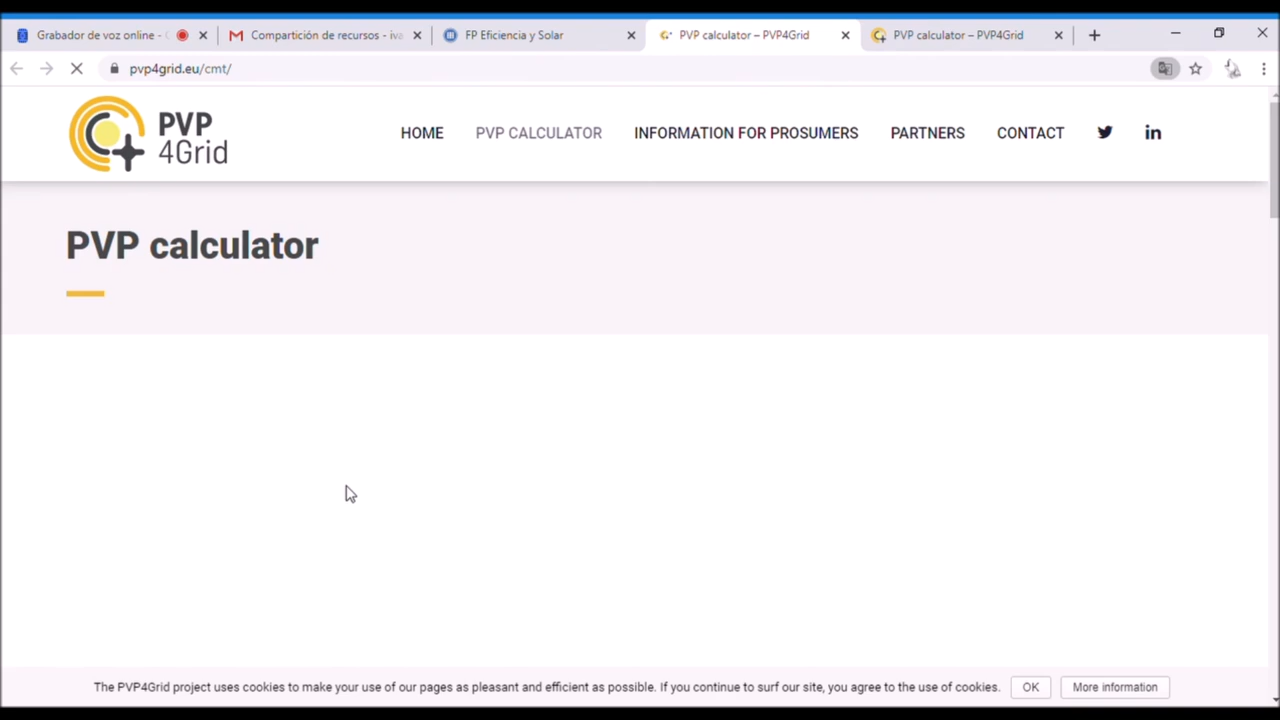 Grabador de voz online -
Compartición de recursos - iva
FP Eficiencia y Solar
PVP calculator – PVP4Grid
PVP calculator – PVP4Grid
pvp4grid.eu/cmt/
PVP
4Grid
HOME
PVP CALCULATOR
INFORMATION FOR PROSUMERS
PARTNERS
CONTACT
PVP calculator
The PVP4Grid project uses cookies to make your use of our pages as pleasant and efficient as possible. If you continue to surf our site, you agree to the use of cookies.
OK
More information